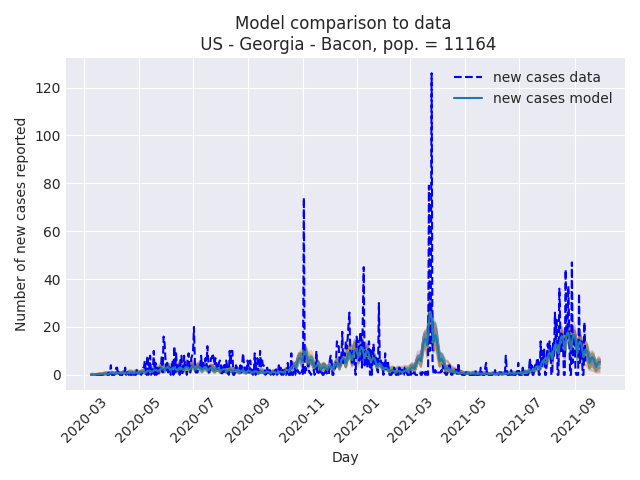 Model comparison to data
US - Georgia - Bacon, pop. = 11164
new cases data
new cases model
Number of new cases reported
120
100
80
60
40
20
0
2020-03
2020-05
2020-07
2020-09
2020-11
2021-01
2021-03
2021-05
2021-07
2021-09
Day